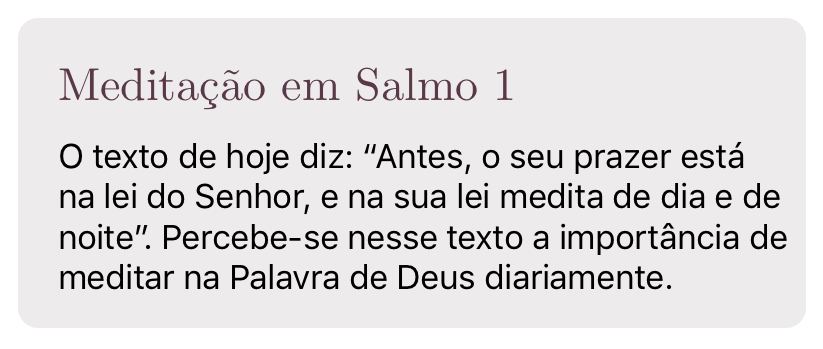 Meditação em Salmo 1
O texto de hoje diz: “Antes, o seu prazer está
na lei do Senhor, e na sua lei medita de dia e de
noite”. Percebe-se nesse texto a importância de
meditar na Palavra de Deus diariamente.